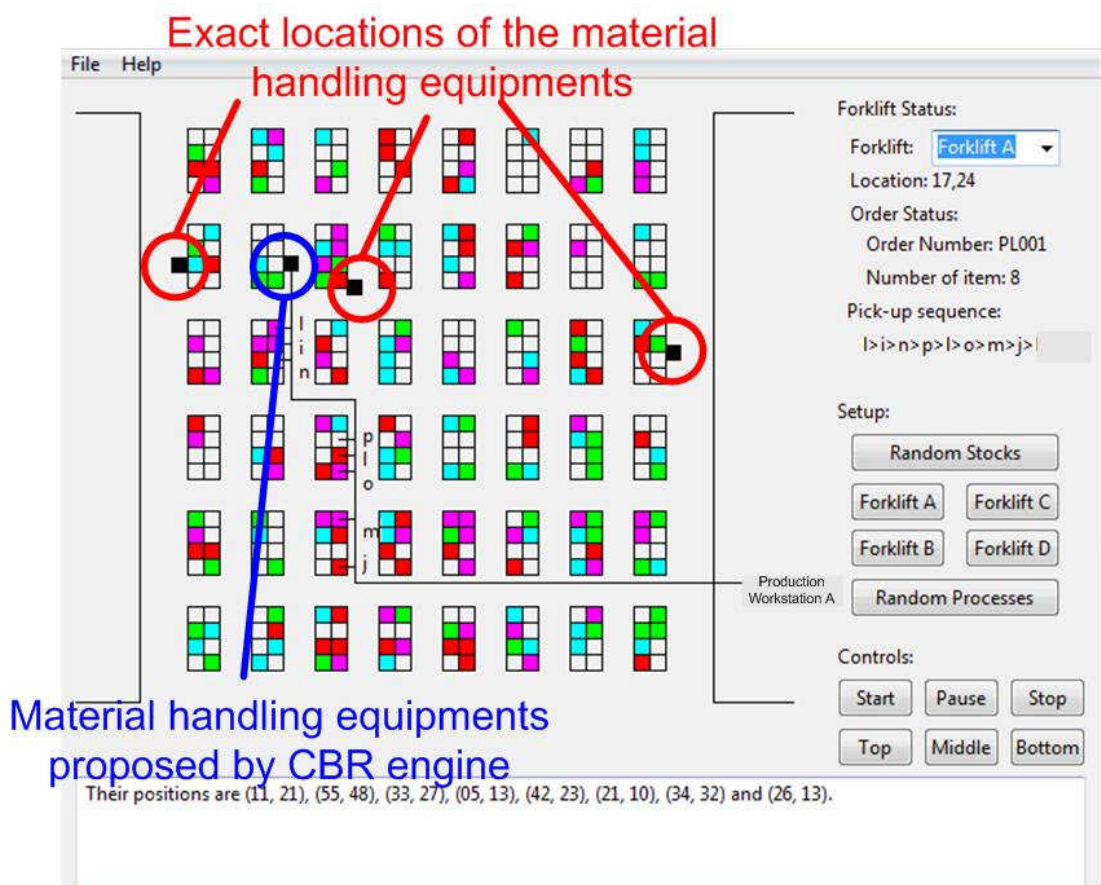 Exact locations of the material
handling equipments
File Help
Forklift Status:
Forklift: Forklift A
Location: 17,24
Order Status:
Order Number: PL001
Number of item: 8
Pick-up sequence:
l>i>n>p>l>o>m>j>
l
i
n
p
l
o
m
j
Setup:
Random Stocks
Forklift A Forklift C
Forklift B Forklift D
Random Processes
Production
Workstation A
Controls:
Start Pause Stop
Top Middle Bottom
Material handling equipments
proposed by CBR engine
Their positions are (11, 21), (55, 48), (33, 27), (05, 13), (42, 23), (21, 10), (34, 32) and (26, 13).